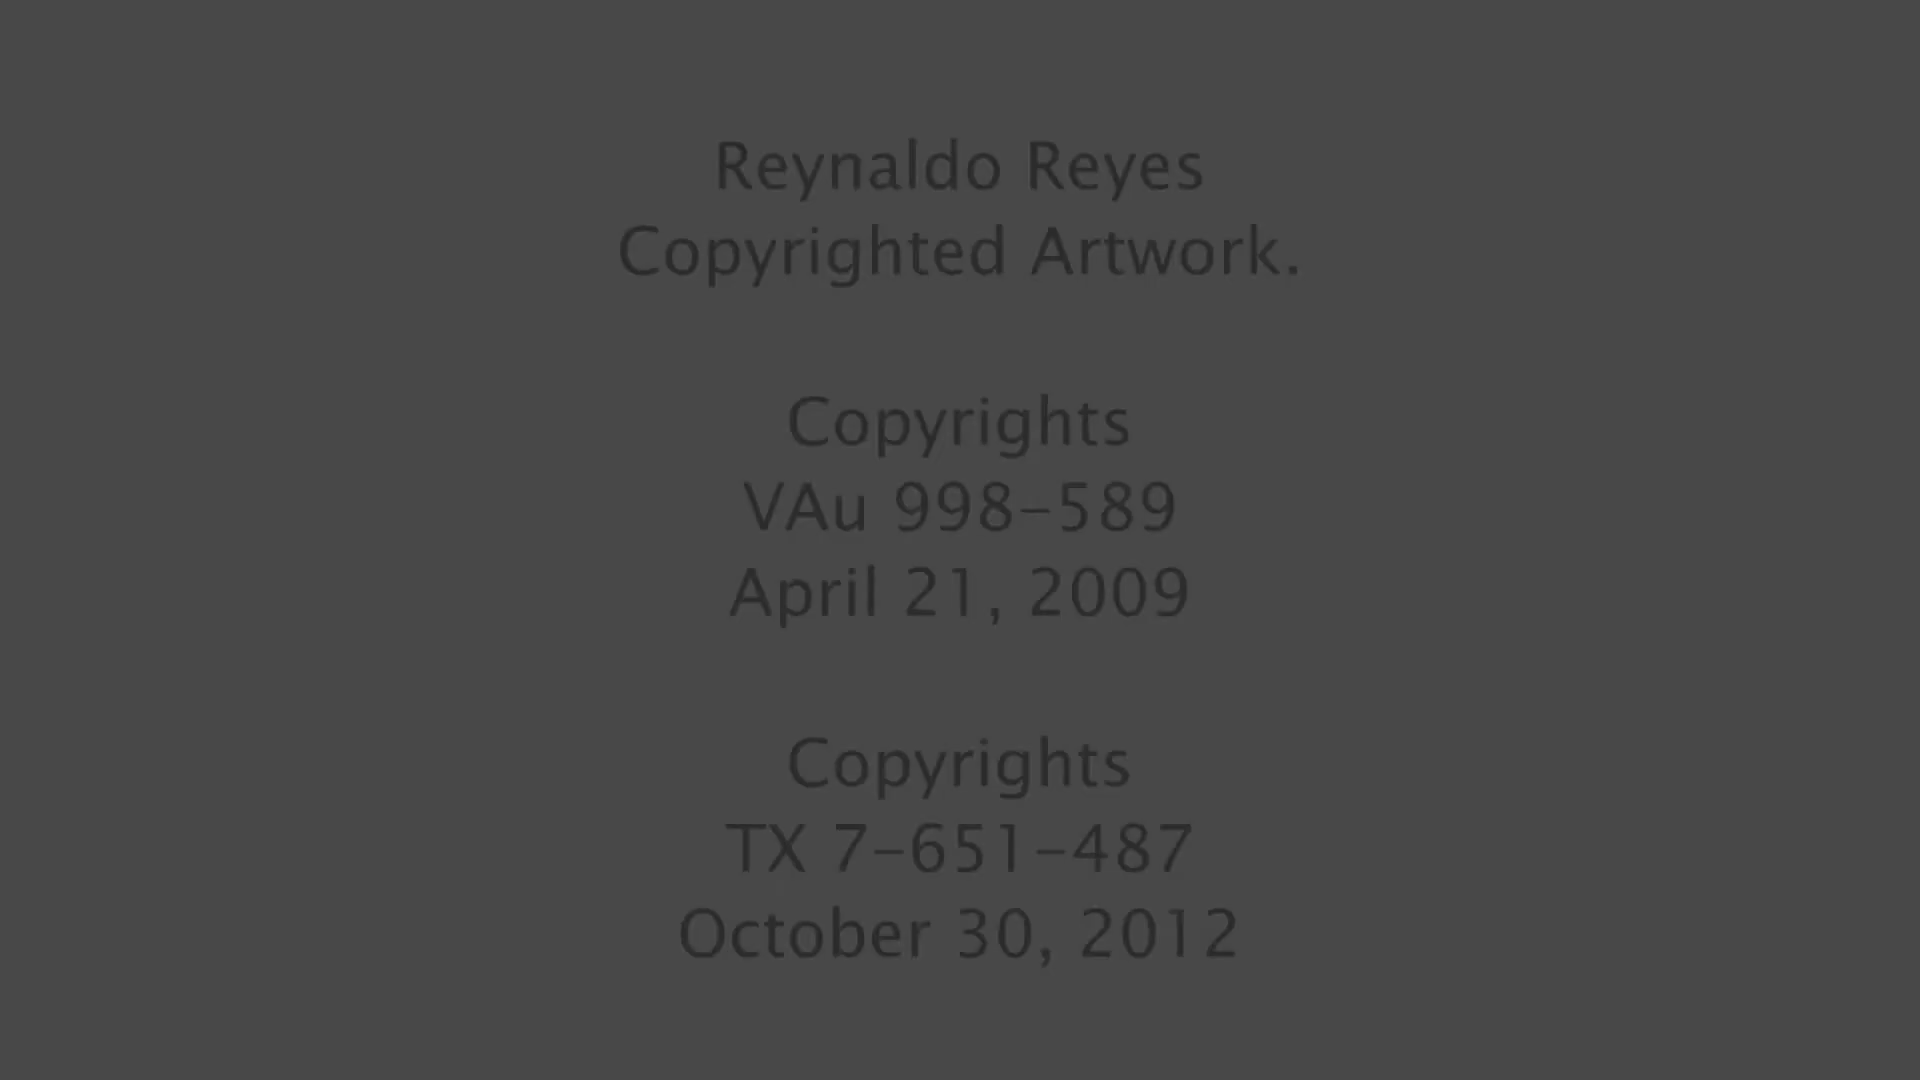 Reynaldo Reyes
Copyrighted Artwork.
Copyrights
VAu 998-589
April 21, 2009
Copyrights
TX 7-651-487
October 30, 2012